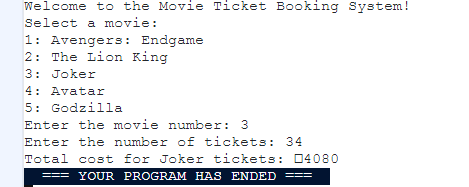 Welcome to the Movie Ticket Booking System!
Select a movie:
1: Avengers: Endgame
2: The Lion King
3: Joker
4: Avatar
5: Godzilla
Enter the movie number: 3
Enter the number of tickets: 34
Total cost for Joker tickets: □4080
=== YOUR PROGRAM HAS ENDED ===